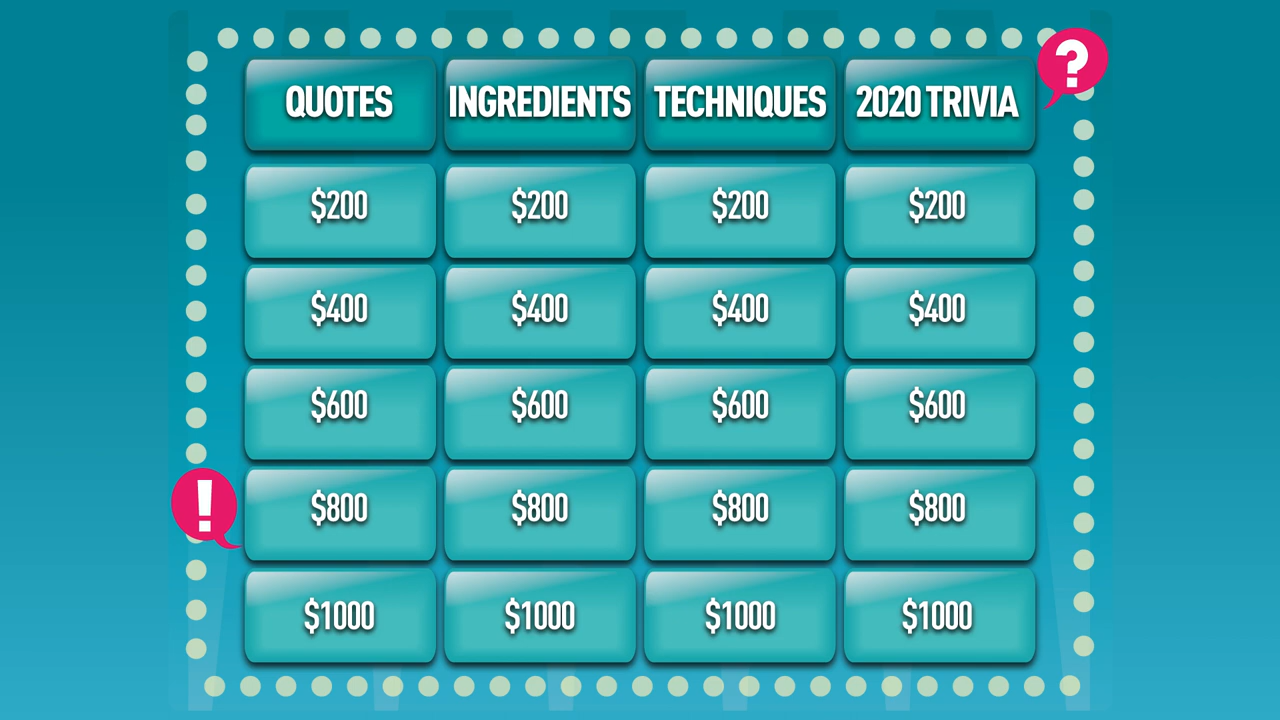 ?
QUOTES INGREDIENTS TECHNIQUES 2020 TRIVIA
$200 $200 $200 $200
$400 $400 $400 $400
$600 $600 $600 $600
! $800 $800 $800 $800
$1000 $1000 $1000 $1000